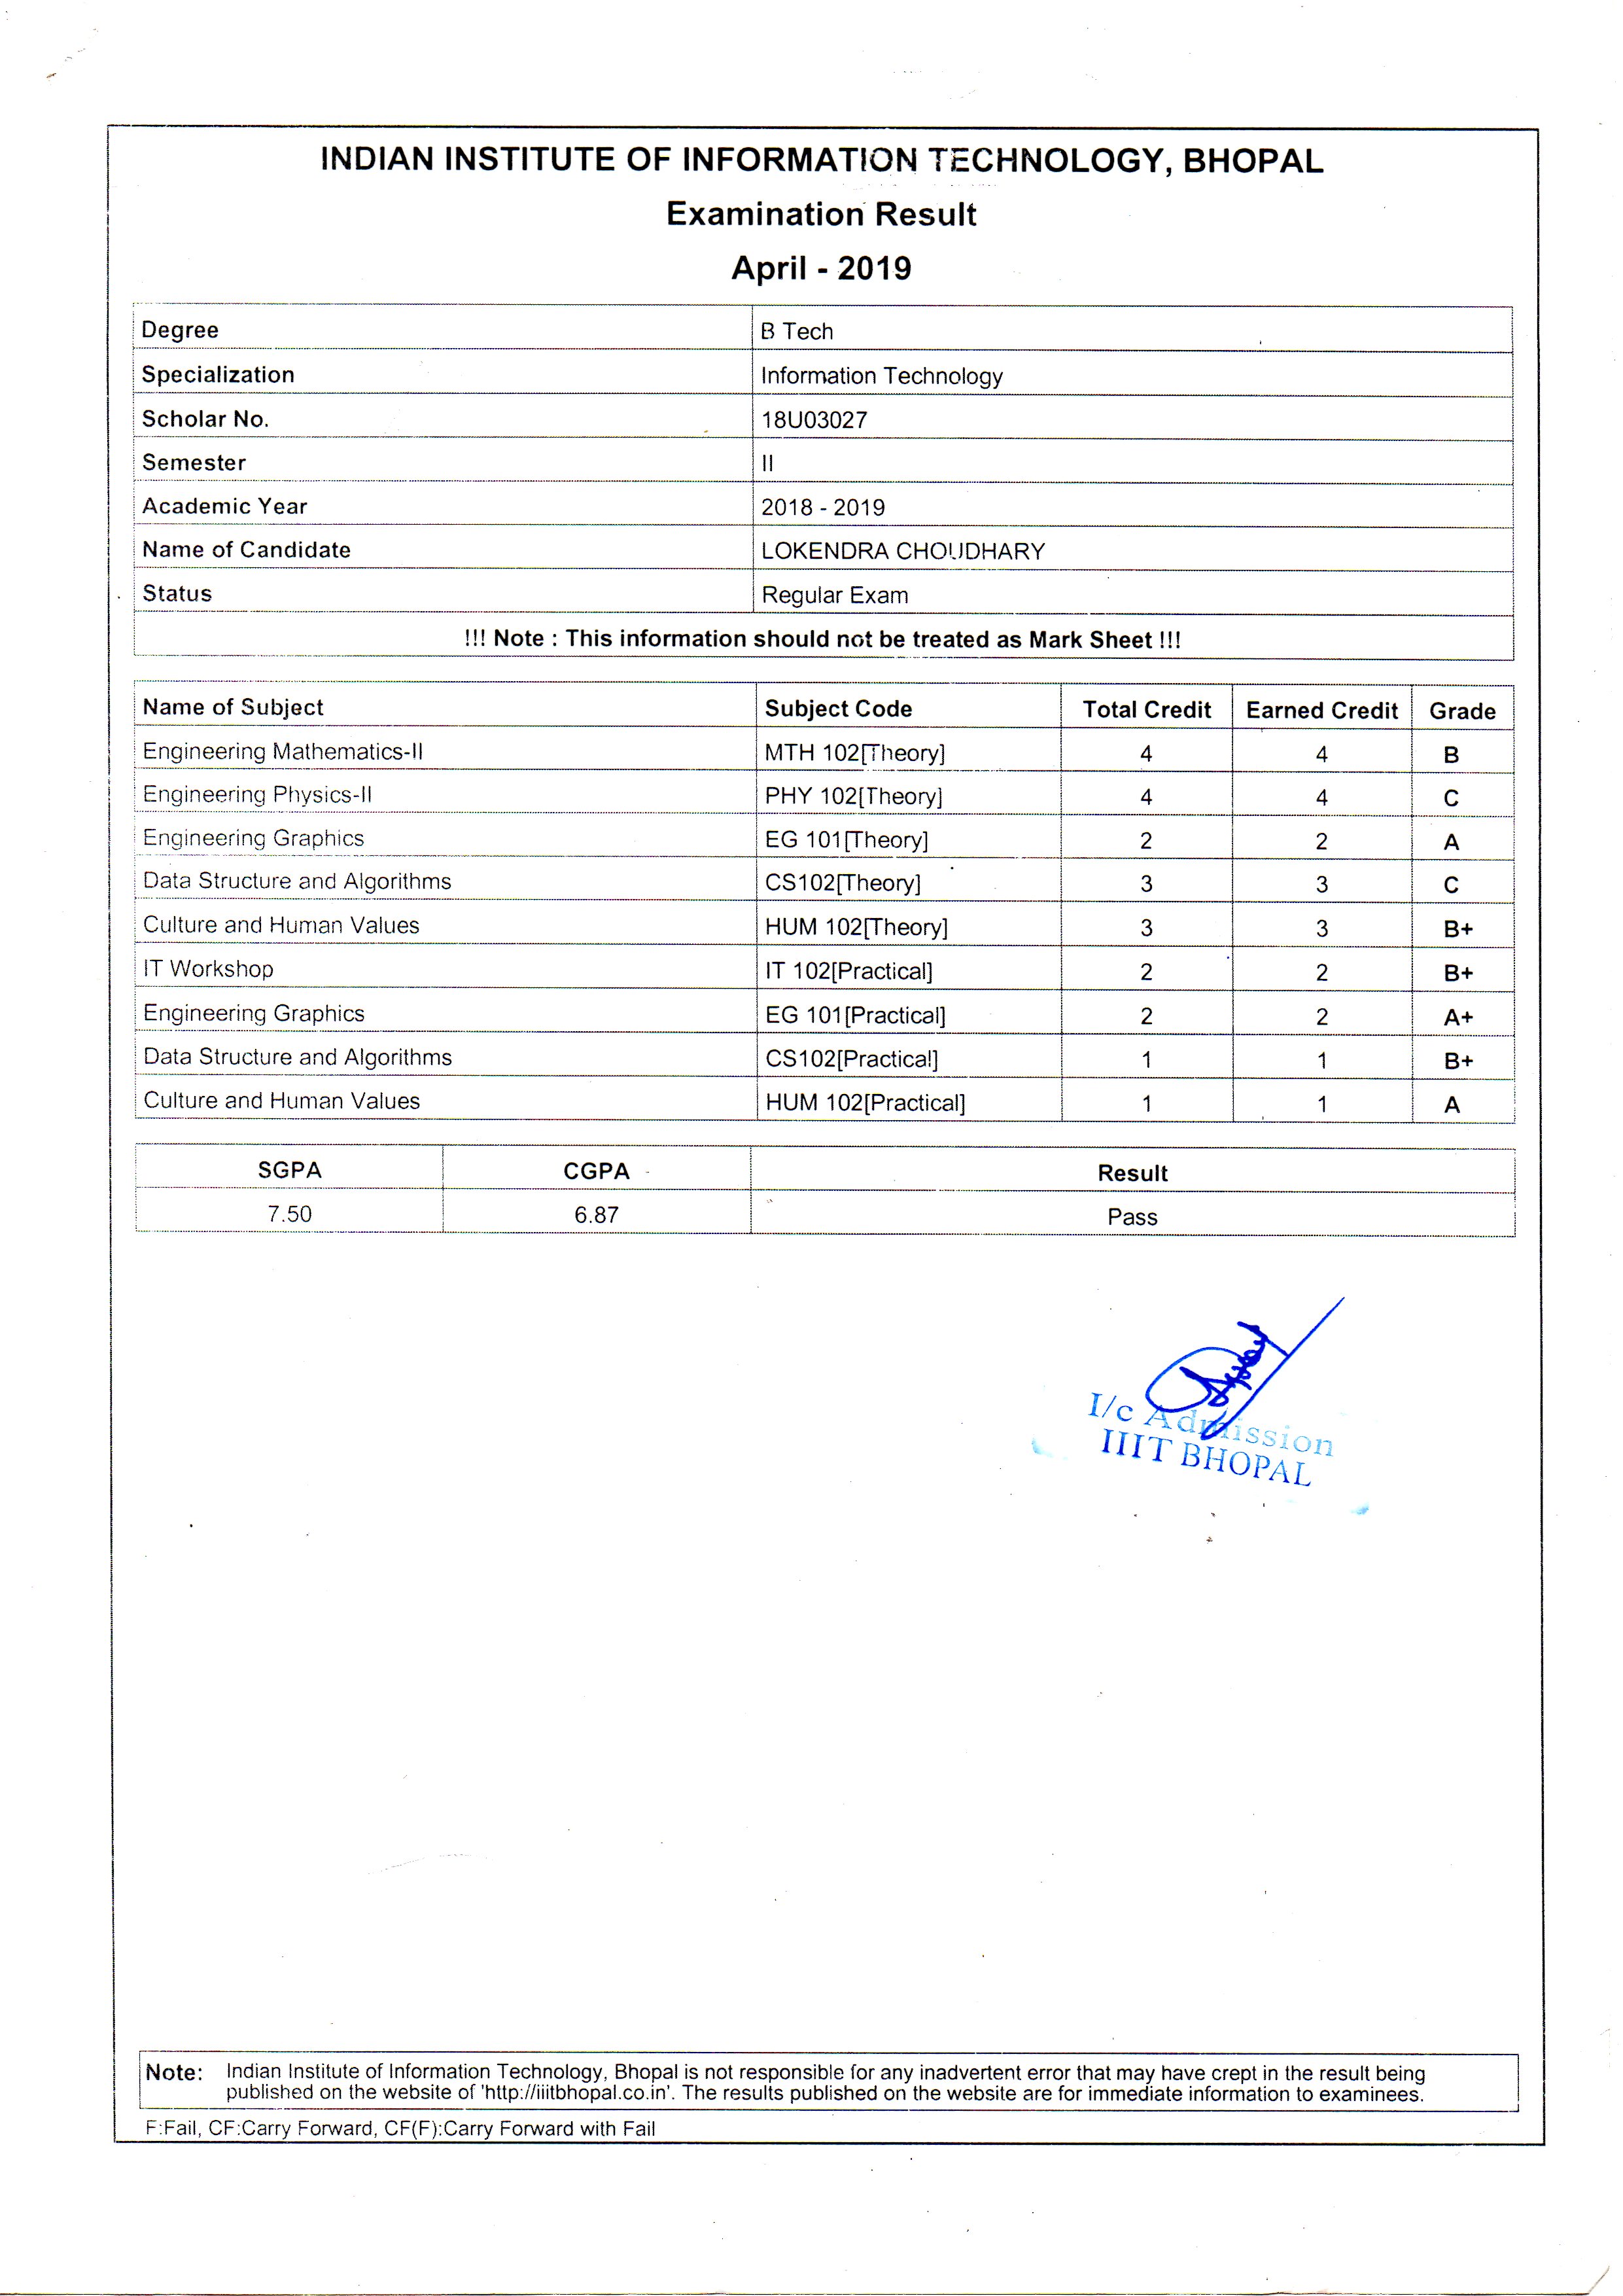 INDIAN INSTITUTE OF INFORMATION TECHNOLOGY, BHOPAL
Examination Result
April - 2019
Degree B Tech
Specialization Information Technology
Scholar No. 18U03027
Semester II
Academic Year 2018 - 2019
Name of Candidate LOKENDRA CHOUDHARY
Status Regular Exam
!!! Note : This information should not be treated as Mark Sheet !!!
Name of Subject Subject Code Total Credit Earned Credit Grade
Engineering Mathematics-II MTH 102[Theory] 4 4 B
Engineering Physics-II PHY 102[Theory] 4 4 C
Engineering Graphics EG 101[Theory] 2 2 A
Data Structure and Algorithms CS102[Theory] 3 3 C
Culture and Human Values HUM 102[Theory] 3 3 B+
IT Workshop IT 102[Practical] 2 2 B+
Engineering Graphics EG 101[Practical] 2 2 A+
Data Structure and Algorithms CS102[Practical] 1 1 B+
Culture and Human Values HUM 102[Practical] 1 1 A
SGPA CGPA Result
7.50 6.87 Pass
I/c Admission
IIIT BHOPAL
Note: Indian Institute of Information Technology, Bhopal is not responsible for any inadvertent error that may have crept in the result being
published on the website of 'http://iiitbhopal.co.in'. The results published on the website are for immediate information to examinees.
F:Fail, CF:Carry Forward, CF(F):Carry Forward with Fail